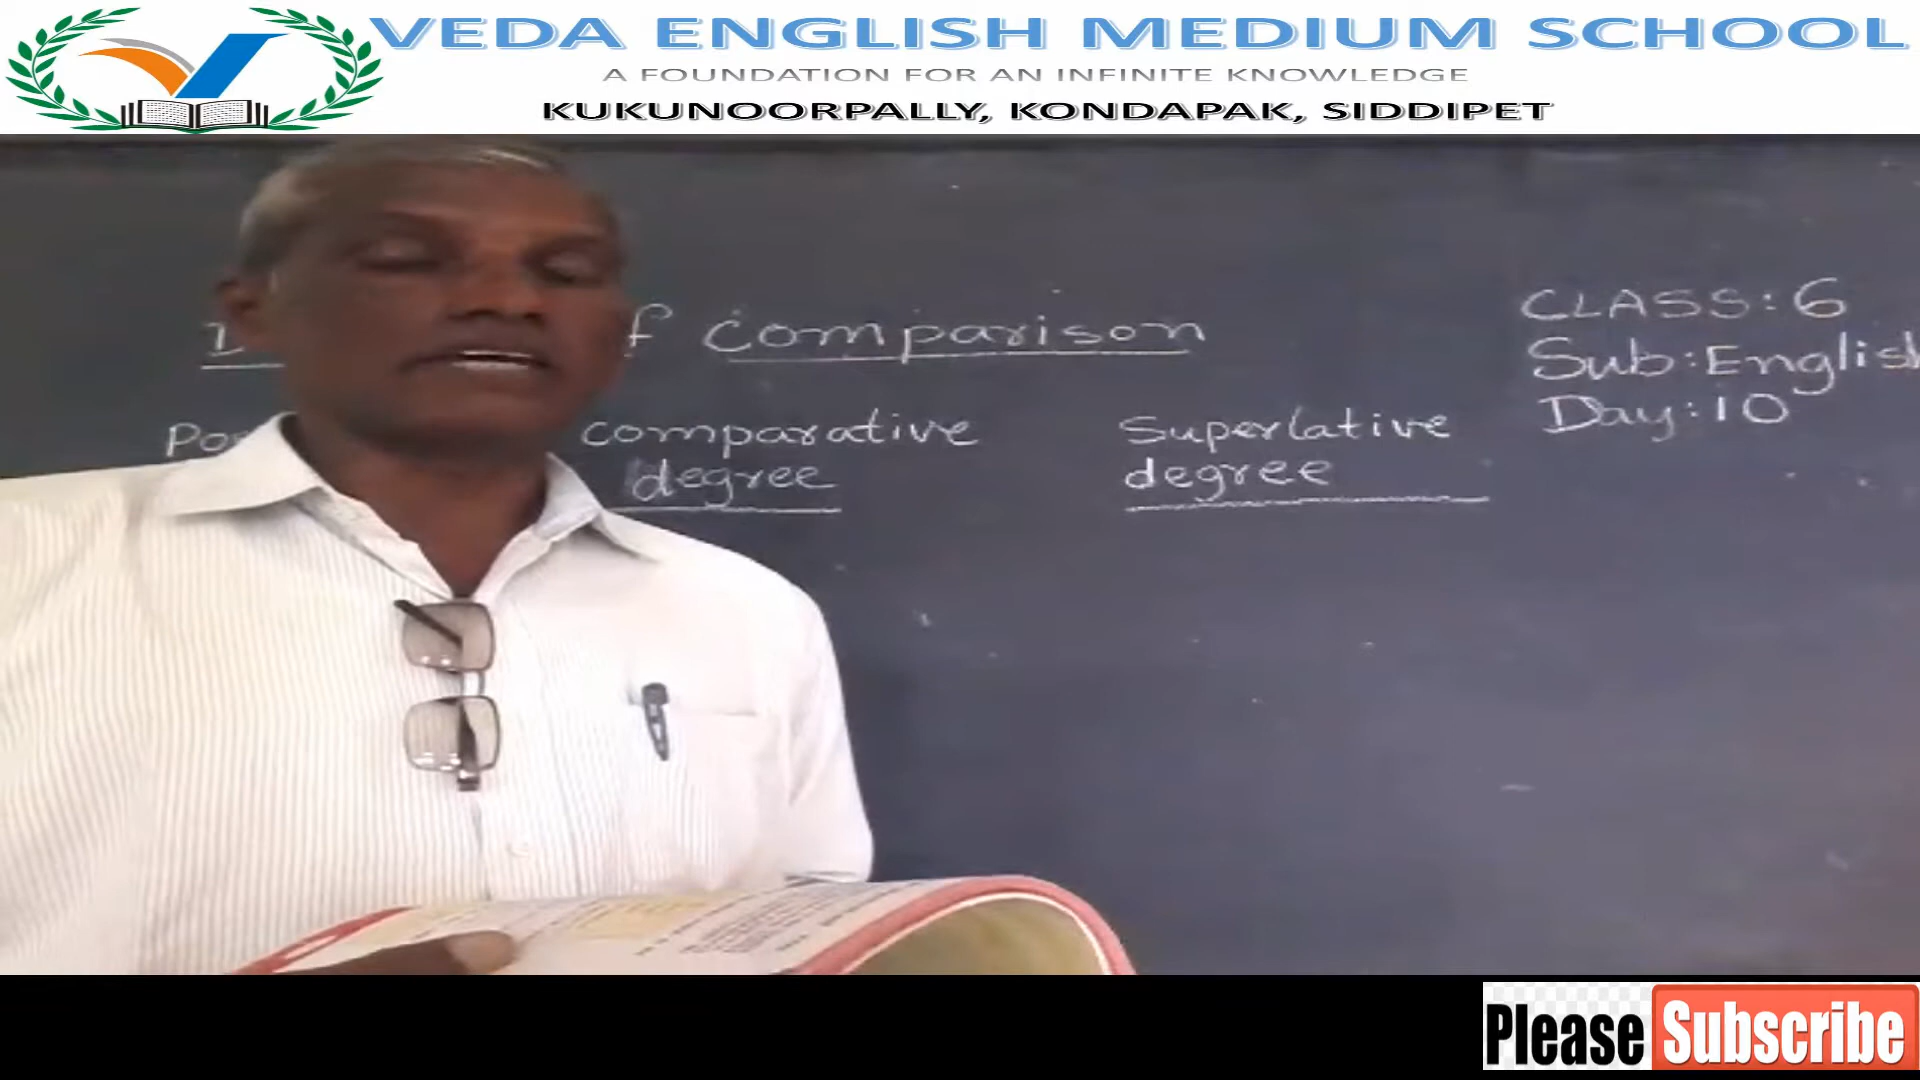 VEDA ENGLISH MEDIUM SCHOOL
A FOUNDATION FOR AN INFINITE KNOWLEDGE
KUKUNOORPALLY, KONDAPAK, SIDDIPET
CLASS: 6
Sub: English
Day: 10
f Comparison
comparative
degree
Superlative
degree
Please Subscribe